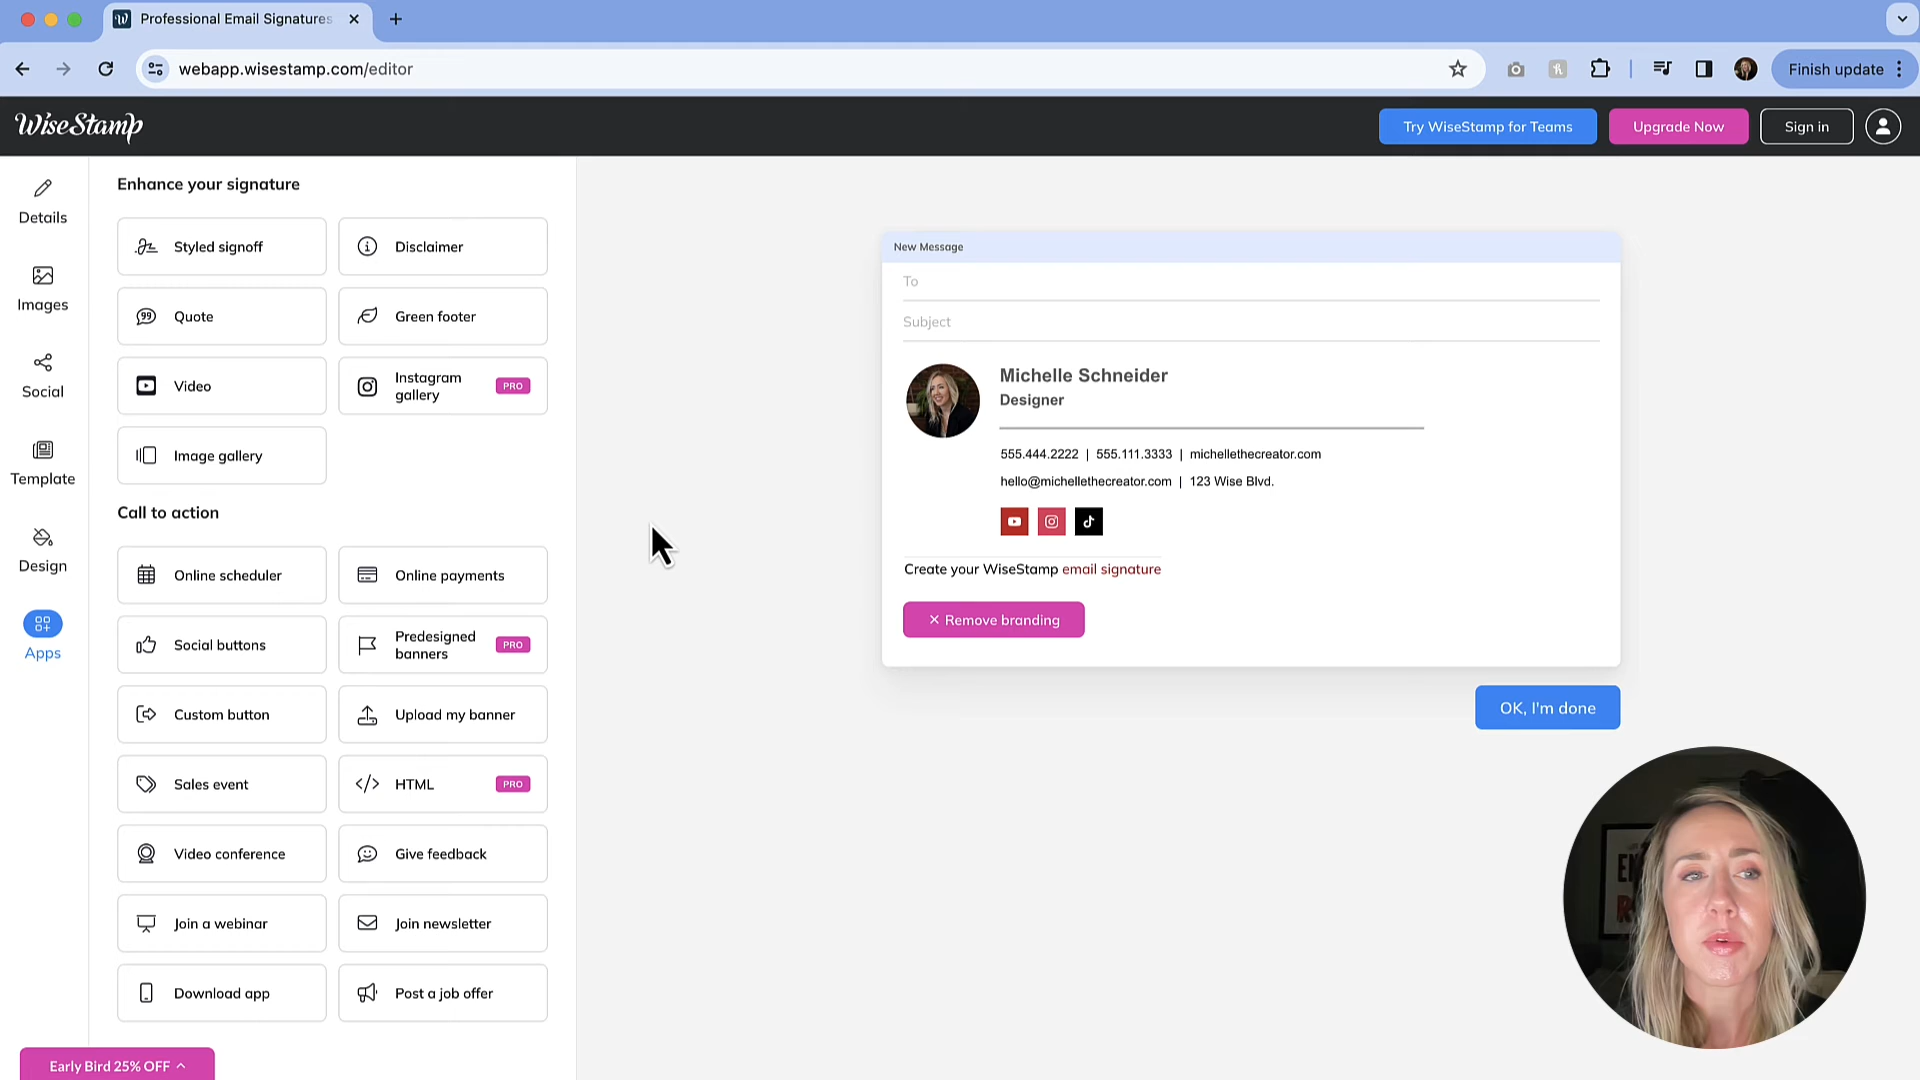 Professional Email Signatures
webapp.wisestamp.com/editor
Finish update
WiseStamp
Try WiseStamp for Teams
Upgrade Now
Sign in
Details
Images
Social
Template
Design
Apps
Enhance your signature
Styled signoff
Disclaimer
Quote
Green footer
Video
Instagram
gallery
PRO
Image gallery
Call to action
Online scheduler
Online payments
Social buttons
Predesigned
banners
PRO
Custom button
Upload my banner
Sales event
HTML
PRO
Video conference
Give feedback
Join a webinar
Join newsletter
Download app
Post a job offer
Early Bird 25% OFF
New Message
To
Subject
Michelle Schneider
Designer
555.444.2222 | 555.111.3333 | michellethecreator.com
hello@michellethecreator.com | 123 Wise Blvd.
Create your WiseStamp email signature
× Remove branding
OK, I'm done